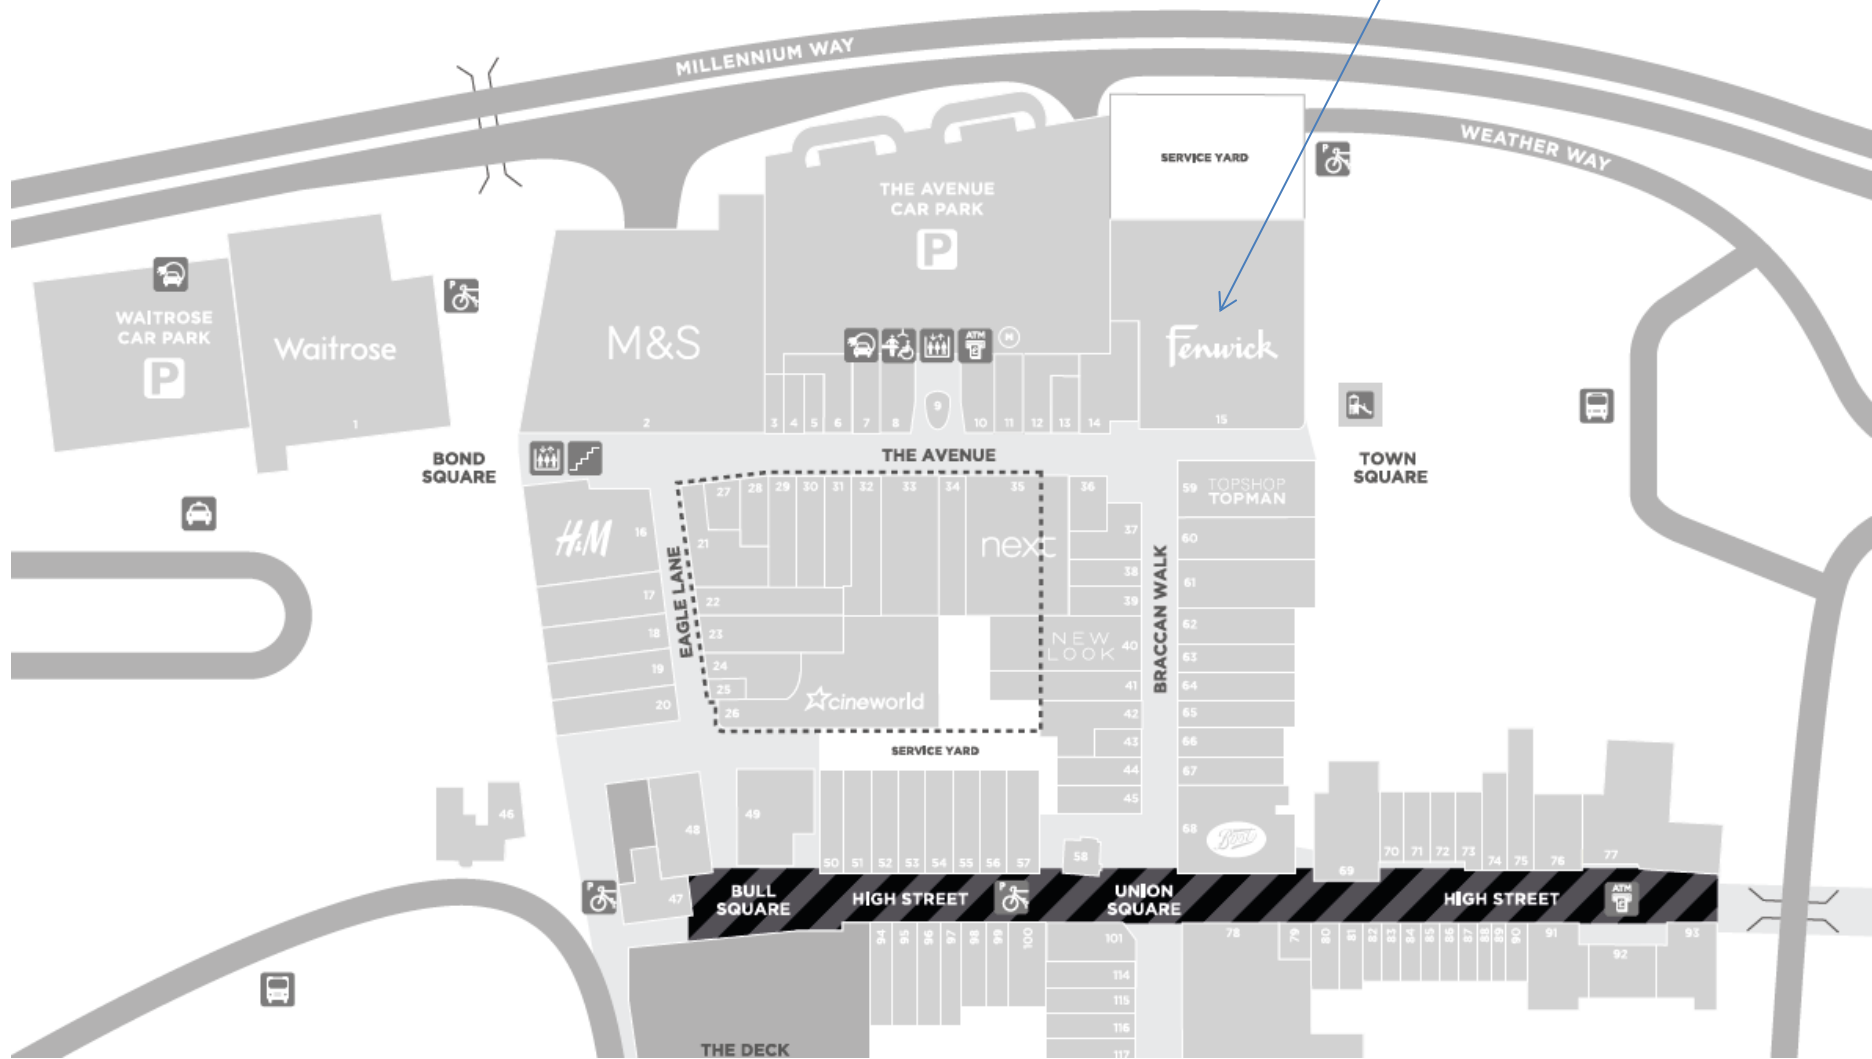 MILLENNIUM WAY
WEATHER WAY
SERVICE YARD
P
THE AVENUE
CAR PARK
P
P
WAITROSE
CAR PARK
P
Waitrose
1
M&S
2
ATM
M
Fenwick
15
3
4
5
6
7
8
9
10
11
12
13
14
BOND
SQUARE
THE AVENUE
TOWN
SQUARE
H&M
16
17
18
19
20
EAGLE LANE
27
28
29
30
31
32
33
34
35
36
21
22
23
24
25
26
next
cineworld
NEW
LOOK
37
38
39
40
41
42
43
44
45
BRACCAN WALK
59
TOPSHOP
TOPMAN
60
61
62
63
64
65
66
67
68
Boots
SERVICE YARD
46
47
48
49
50
51
52
53
54
55
56
57
58
69
70
71
72
73
74
75
76
77
P
BULL
SQUARE
HIGH STREET
P
UNION
SQUARE
HIGH STREET
ATM
94
95
96
97
98
99
100
101
114
115
116
117
78
79
80
81
82
83
84
85
86
87
88
89
90
91
92
93
THE DECK